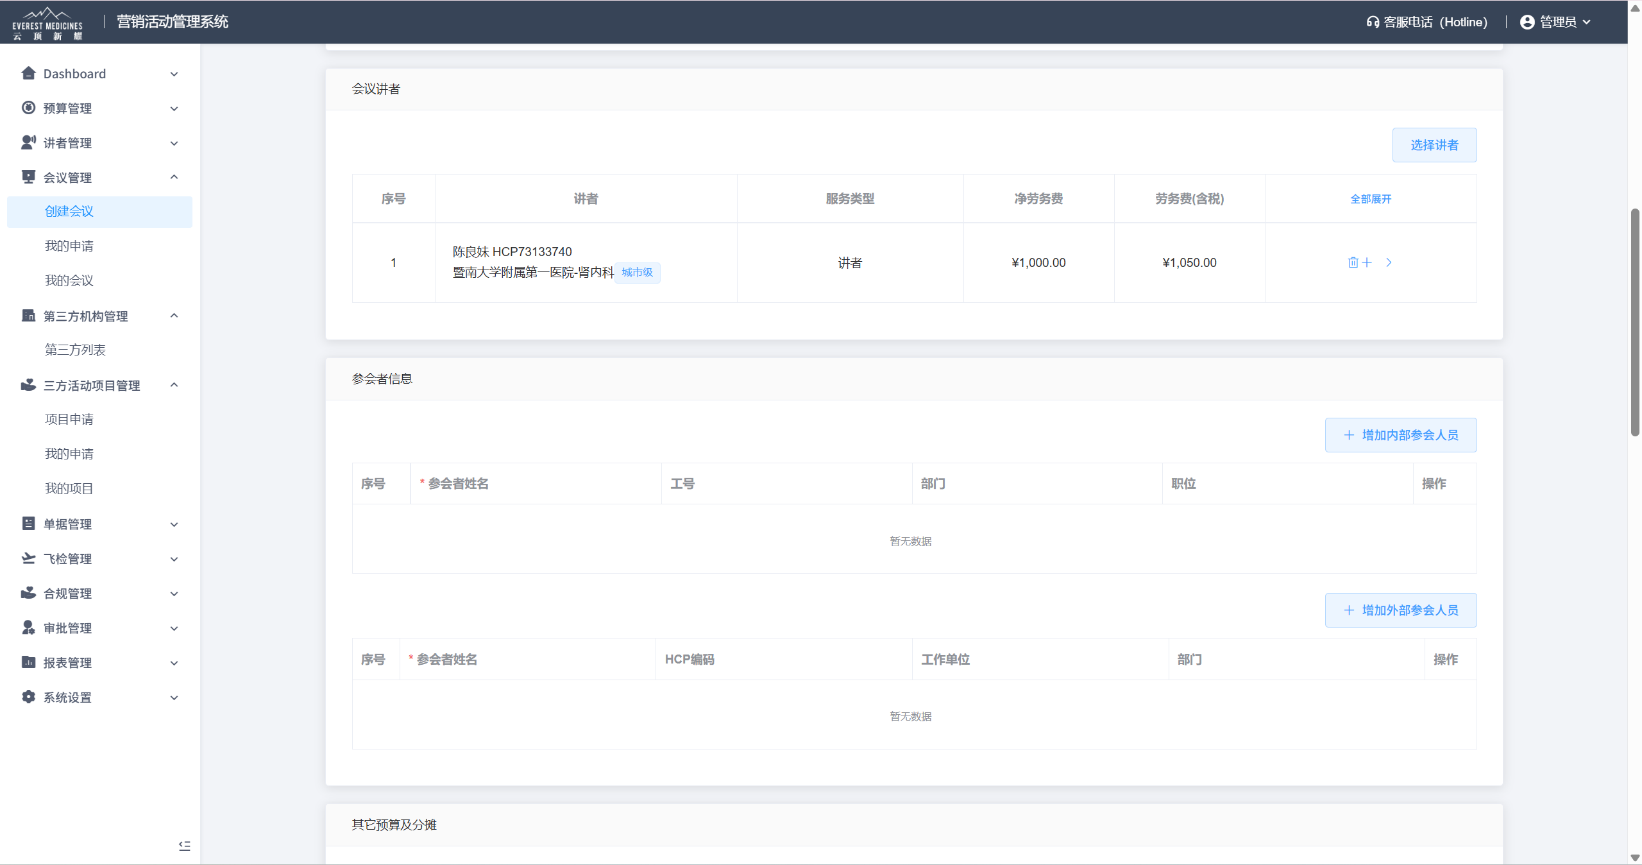 EVEREST MEDICINES
云 顶 新 耀
营销活动管理系统
客服电话 (Hotline)
管理员
Dashboard
预算管理
讲者管理
会议管理
创建会议
我的申请
我的会议
第三方机构管理
第三方列表
三方活动项目管理
项目申请
我的申请
我的项目
单据管理
飞检管理
合规管理
审批管理
报表管理
系统设置
会议讲者
选择讲者
序号 讲者 服务类型 净劳务费 劳务费(含税) 全部展开
1 陈良妹 HCP73133740 讲者 ¥1,000.00 ¥1,050.00
暨南大学附属第一医院-肾内科 城市级
参会者信息
+ 增加内部参会人员
序号 * 参会者姓名 工号 部门 职位 操作
暂无数据
+ 增加外部参会人员
序号 * 参会者姓名 HCP编码 工作单位 部门 操作
暂无数据
其它预算及分摊